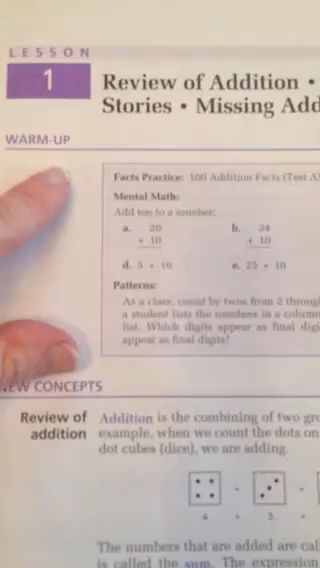 LESSON
1
Review of Addition •
Stories • Missing Add
WARM-UP
Facts Practice: 100 Addition Facts (Test A
Mental Math:
Add ten to a number:
a. 20 b. 34
+ 10 + 10
d. 5 + 10 e. 25 + 10
Patterns:
As a class, count by twos from 2 throug
a student lists the numbers in a column
list. Which digits appear as final digi
appear as final digits?
NEW CONCEPTS
Review of addition
Addition is the combining of two gro
example, when we count the dots on
dot cubes (dice), we are adding.
4 + 3
The numbers that are added are cal
is called the sum. The expression